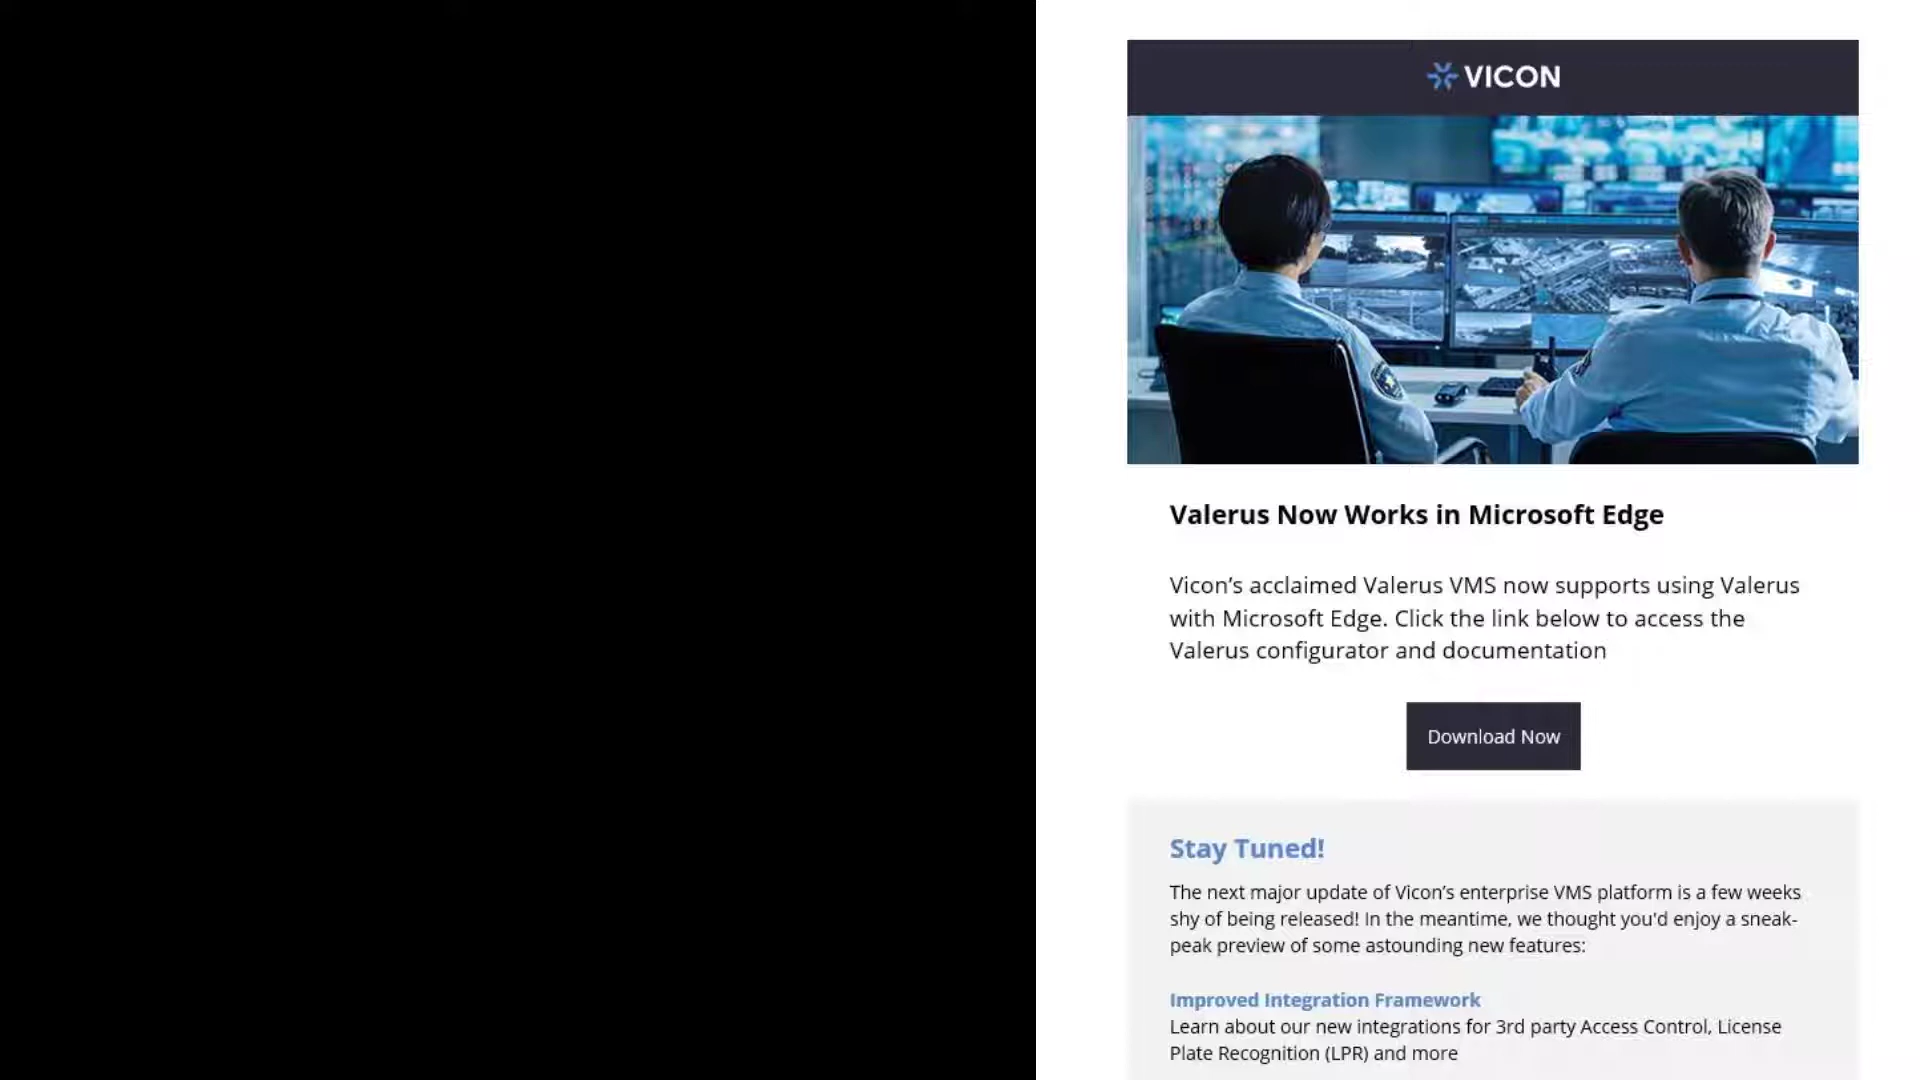 VICON
Valerus Now Works in Microsoft Edge
Vicon’s acclaimed Valerus VMS now supports using Valerus
with Microsoft Edge. Click the link below to access the
Valerus configurator and documentation
Download Now
Stay Tuned!
The next major update of Vicon’s enterprise VMS platform is a few weeks
shy of being released! In the meantime, we thought you'd enjoy a sneak-
peak preview of some astounding new features:
Improved Integration Framework
Learn about our new integrations for 3rd party Access Control, License
Plate Recognition (LPR) and more